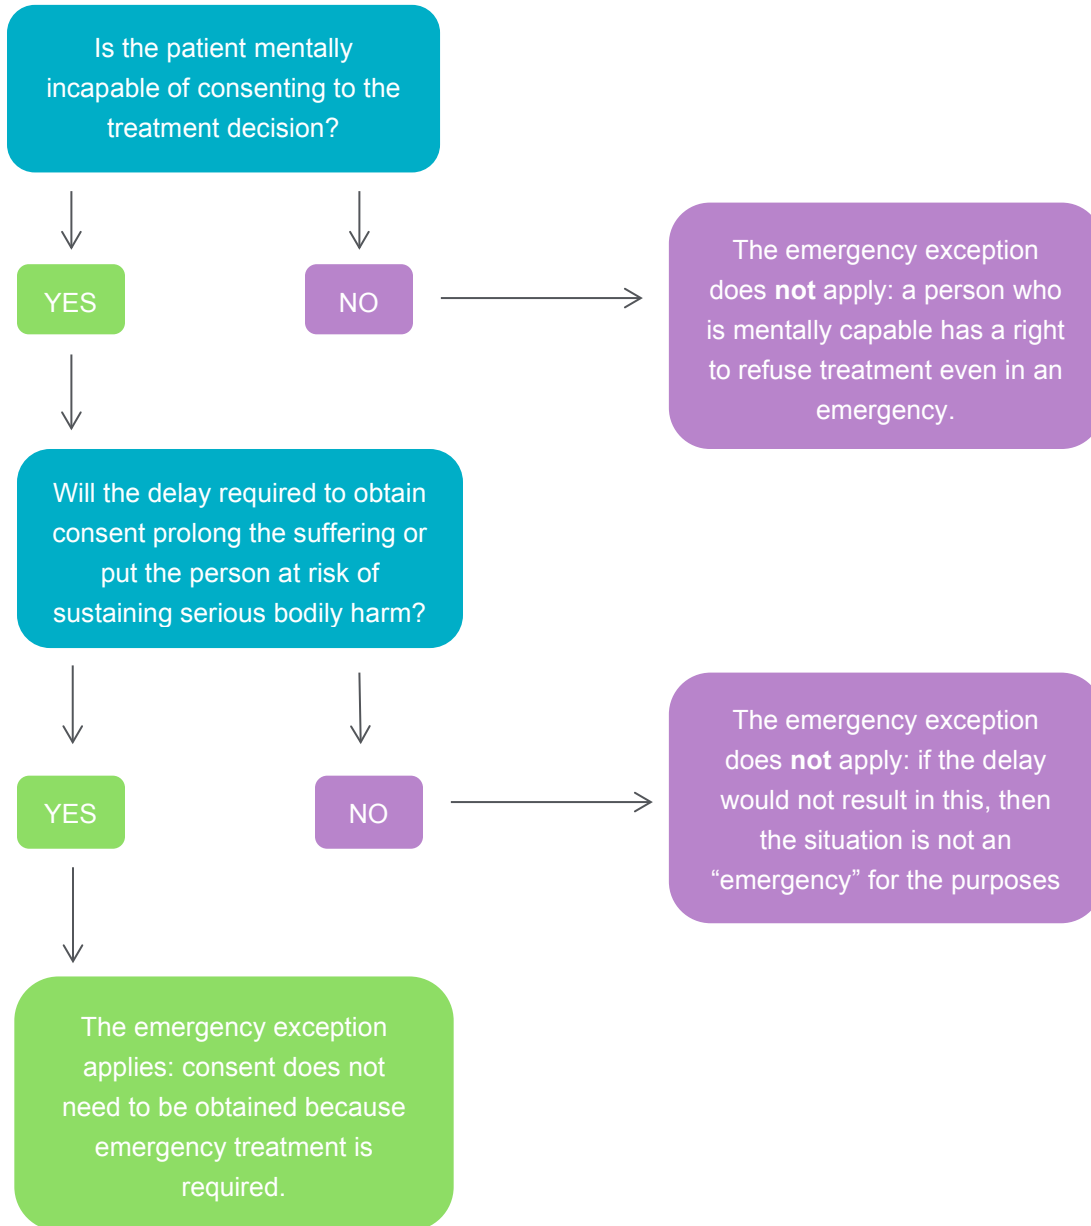 Is the patient mentally
incapable of consenting to the
treatment decision?
YES
NO
The emergency exception
does not apply: a person who
is mentally capable has a right
to refuse treatment even in an
emergency.
Will the delay required to obtain
consent prolong the suffering or
put the person at risk of
sustaining serious bodily harm?
YES
NO
The emergency exception
does not apply: if the delay
would not result in this, then
the situation is not an
“emergency” for the purposes
The emergency exception
applies: consent does not
need to be obtained because
emergency treatment is
required.